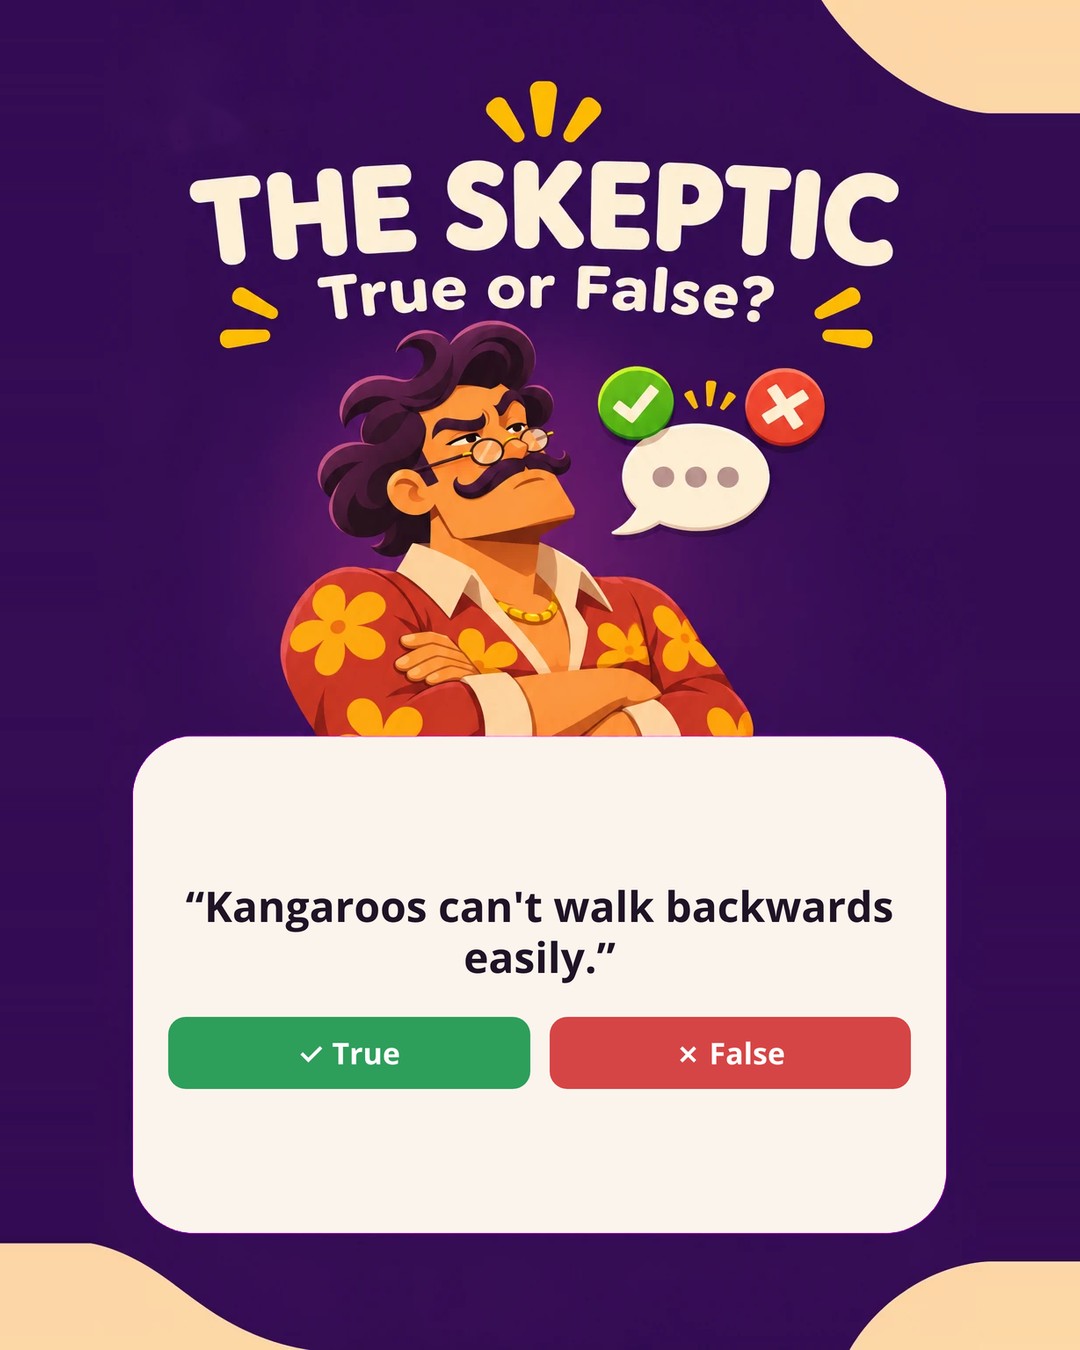 THE SKEPTIC
True or False?
“Kangaroos can't walk backwards
easily.”
✓ True
× False